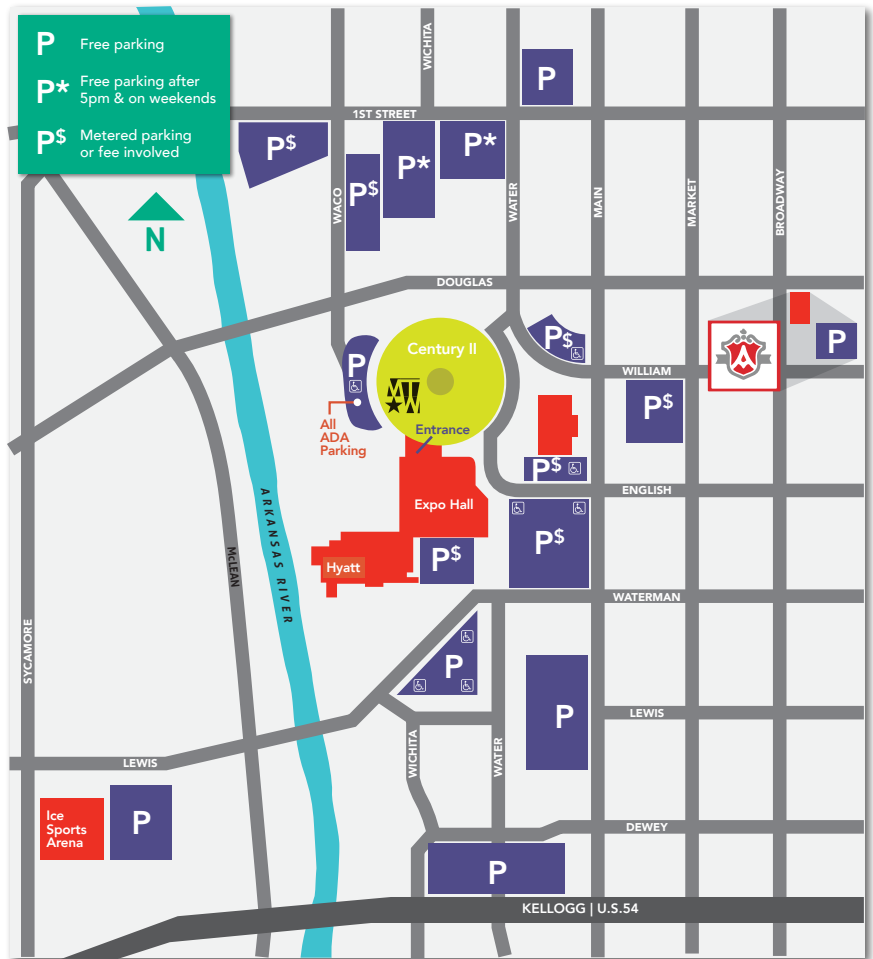 P Free parking
P* Free parking after
5pm & on weekends
P$ Metered parking
or fee involved
N
WICHITA
P
1ST STREET
P$
P$
P*
P*
WACO
WATER
MAIN
MARKET
BROADWAY
DOUGLAS
Century II
P
MTW
P$
P
A
WILLIAM
All
ADA
Parking
Entrance
P$
P$
ENGLISH
Expo Hall
P$
P$
Hyatt
ARKANSAS RIVER
McLEAN
SYCAMORE
WATERMAN
P
P
LEWIS
WICHITA
WATER
LEWIS
Ice
Sports
Arena
P
DEWEY
P
KELLOGG | U.S.54